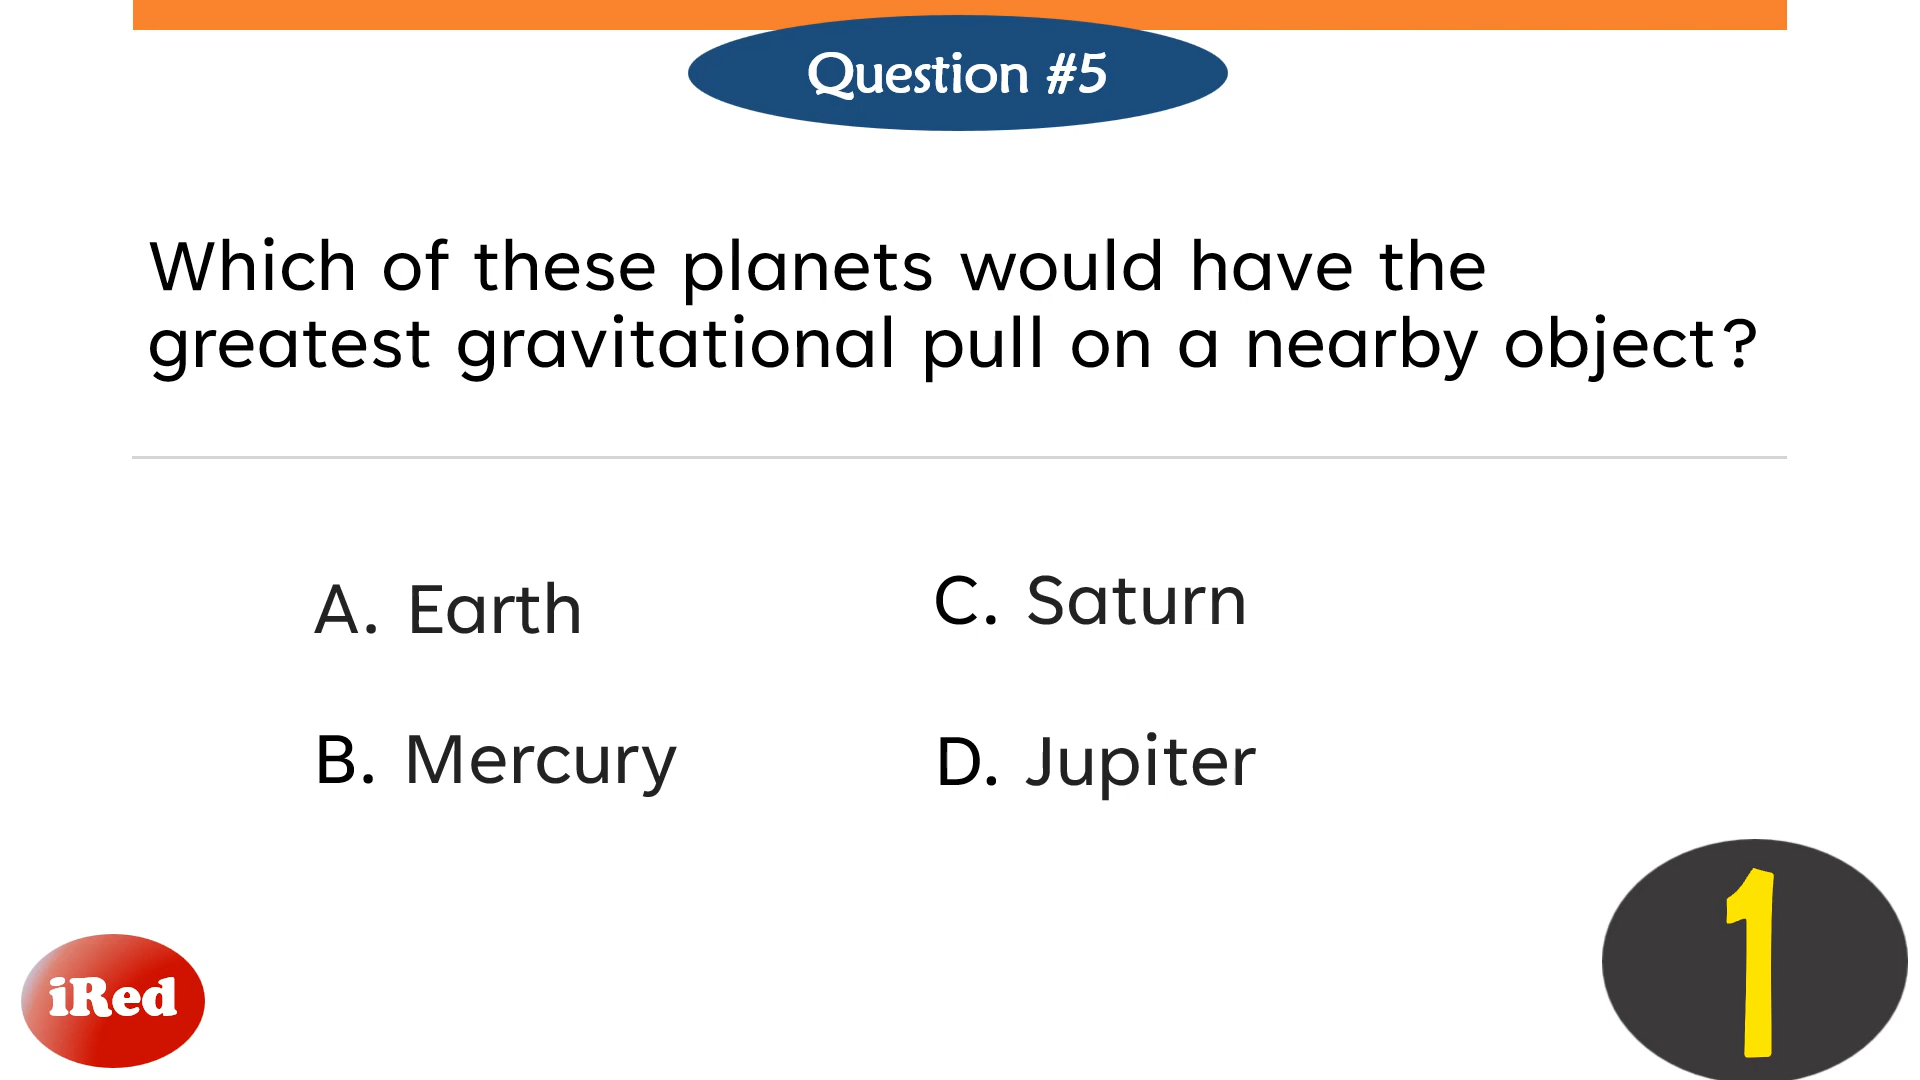 Question #5
Which of these planets would have the
greatest gravitational pull on a nearby object?
A. Earth
B. Mercury
C. Saturn
D. Jupiter
iRed
1